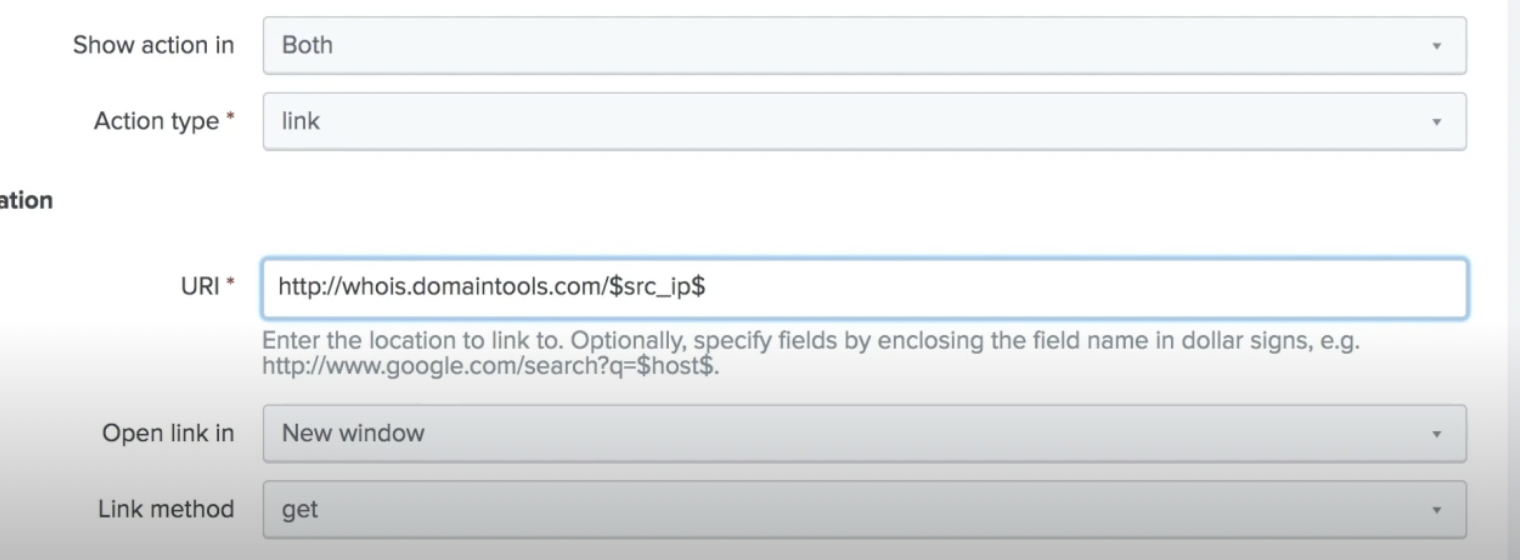 Show action in Both
Action type * link
ation
URI * http://whois.domaintools.com/$src_ip$
Enter the location to link to. Optionally, specify fields by enclosing the field name in dollar signs, e.g.
http://www.google.com/search?q=$host$.
Open link in New window
Link method get